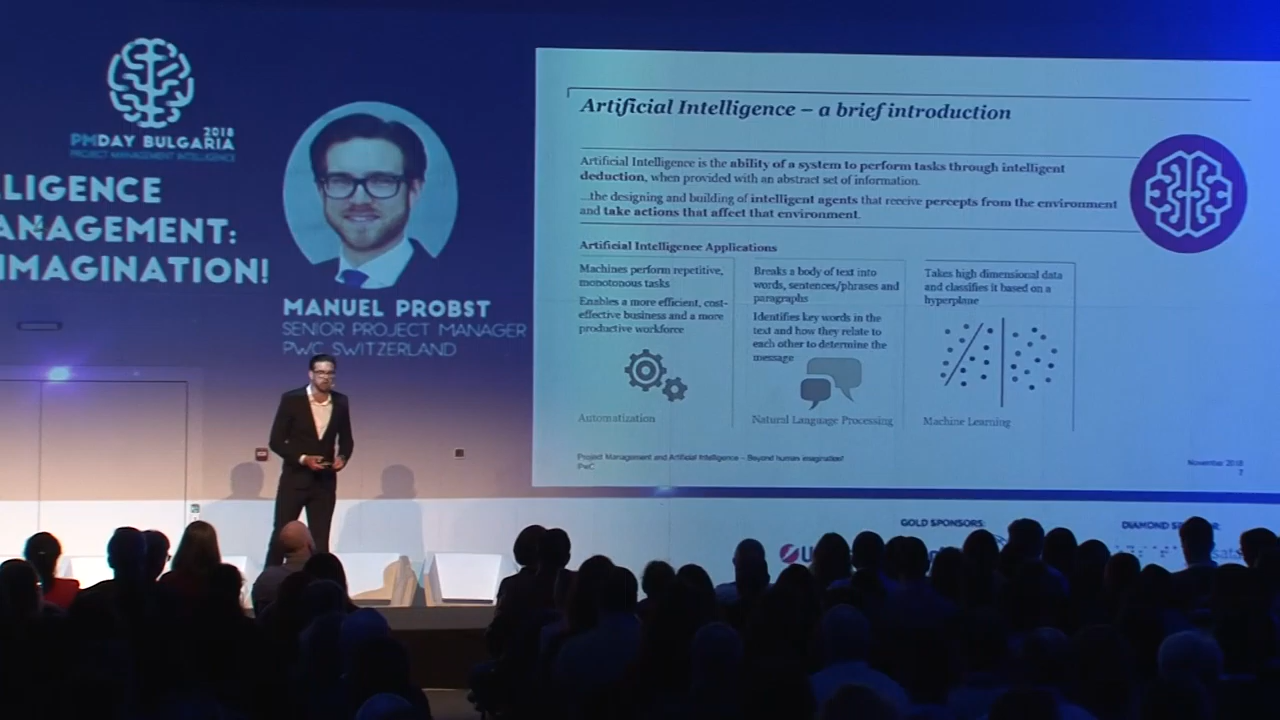 2018
PMDAY BULGARIA
PROJECT MANAGEMENT INTELLIGENCE
LLIGENCE
ANAGEMENT:
IMAGINATION!
MANUEL PROBST
SENIOR PROJECT MANAGER
PWC SWITZERLAND
Artificial Intelligence – a brief introduction
Artificial Intelligence is the ability of a system to perform tasks through intelligent
deduction, when provided with an abstract set of information.
...the designing and building of intelligent agents that receive percepts from the environment
and take actions that affect that environment.
Artificial Intelligence Applications
Machines perform repetitive,
monotonous tasks
Enables a more efficient, cost-
effective business and a more
productive workforce
Automatization
Breaks a body of text into
words, sentences/phrases and
paragraphs
Identifies key words in the
text and how they relate to
each other to determine the
message
Natural Language Processing
Takes high dimensional data
and classifies it based on a
hyperplane
Machine Learning
Project Management and Artificial Intelligence – Beyond human imagination!
PwC
November 2018
7
GOLD SPONSORS:
DIAMOND